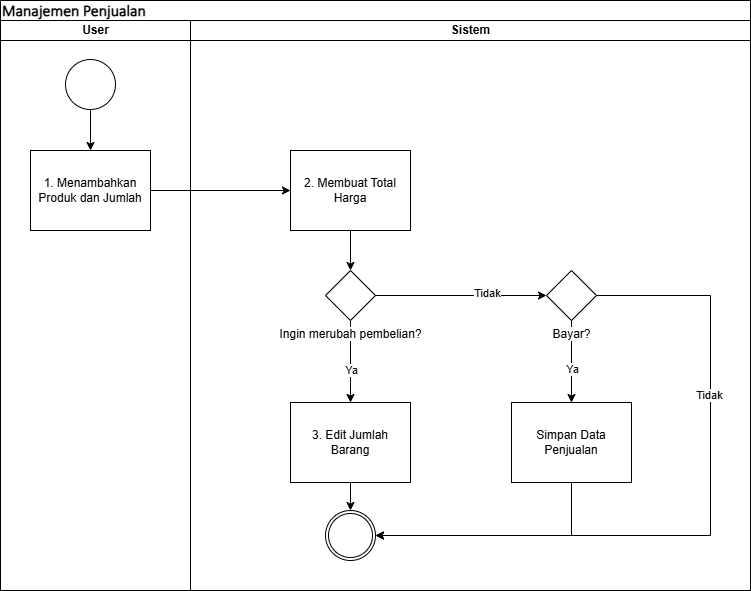 Manajemen Penjualan
User
Sistem
1. Menambahkan
Produk dan Jumlah
2. Membuat Total
Harga
Tidak
Ingin merubah pembelian?
Bayar?
Ya
Ya
Tidak
3. Edit Jumlah
Barang
Simpan Data
Penjualan